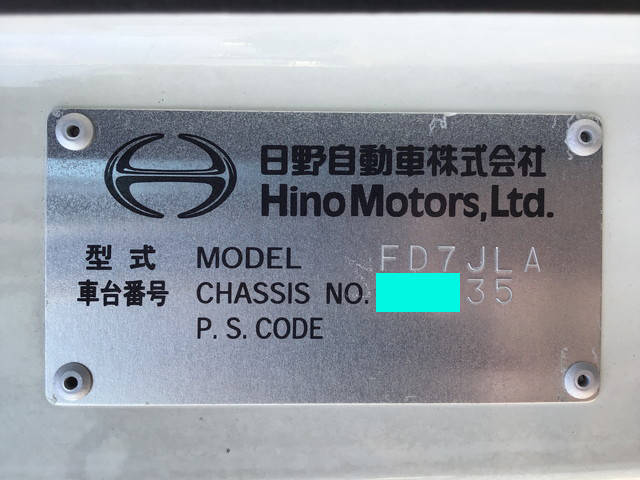 日野自動車株式会社
Hino Motors, Ltd.
型式 MODEL FD7JLA
車台番号 CHASSIS NO. 35
P.S.CODE